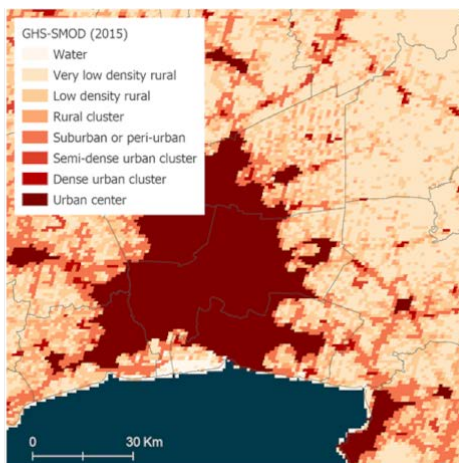 GHS-SMOD (2015)
Water
Very low density rural
Low density rural
Rural cluster
Suburban or peri-urban
Semi-dense urban cluster
Dense urban cluster
Urban center
0 30 Km